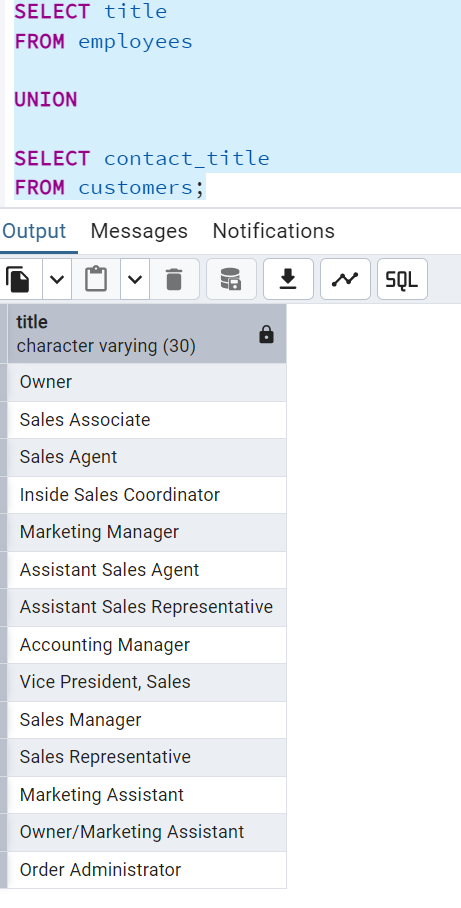 SELECT title
FROM employees
UNION
SELECT contact_title
FROM customers;
Output Messages Notifications
SQL
title
character varying (30)
Owner
Sales Associate
Sales Agent
Inside Sales Coordinator
Marketing Manager
Assistant Sales Agent
Assistant Sales Representative
Accounting Manager
Vice President, Sales
Sales Manager
Sales Representative
Marketing Assistant
Owner/Marketing Assistant
Order Administrator